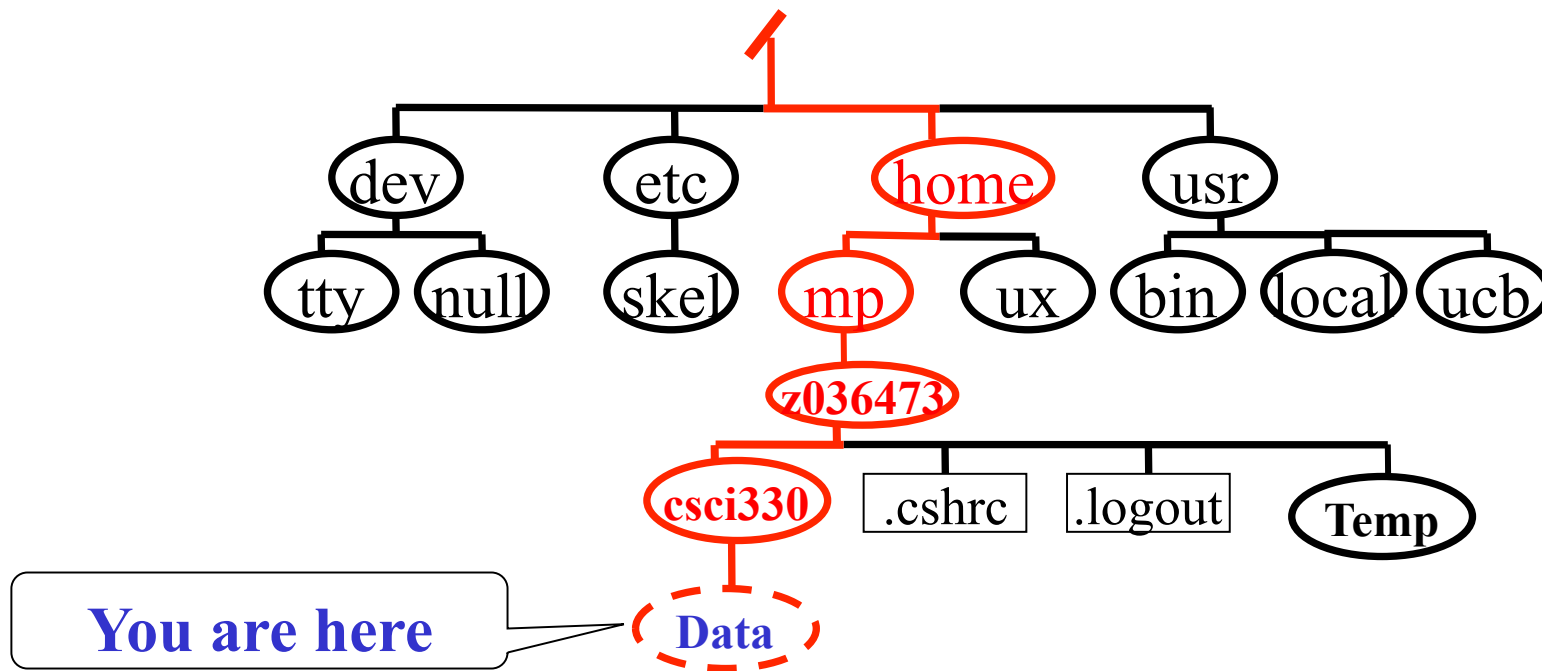 /
dev etc home usr
tty null skel mp ux bin local ucb
z036473
csci330 .cshrc .logout Temp
You are here Data